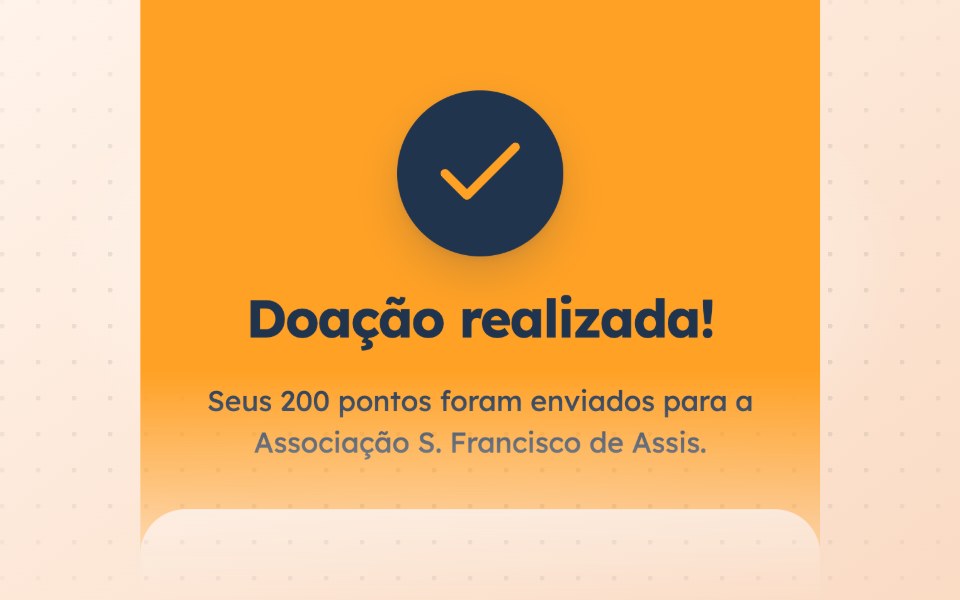 Doação realizada!
Seus 200 pontos foram enviados para a
Associação S. Francisco de Assis.